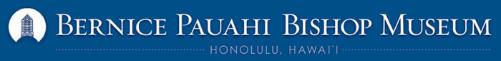 BERNICE PAUAHI BISHOP MUSEUM
HONOLULU, HAWAI'I